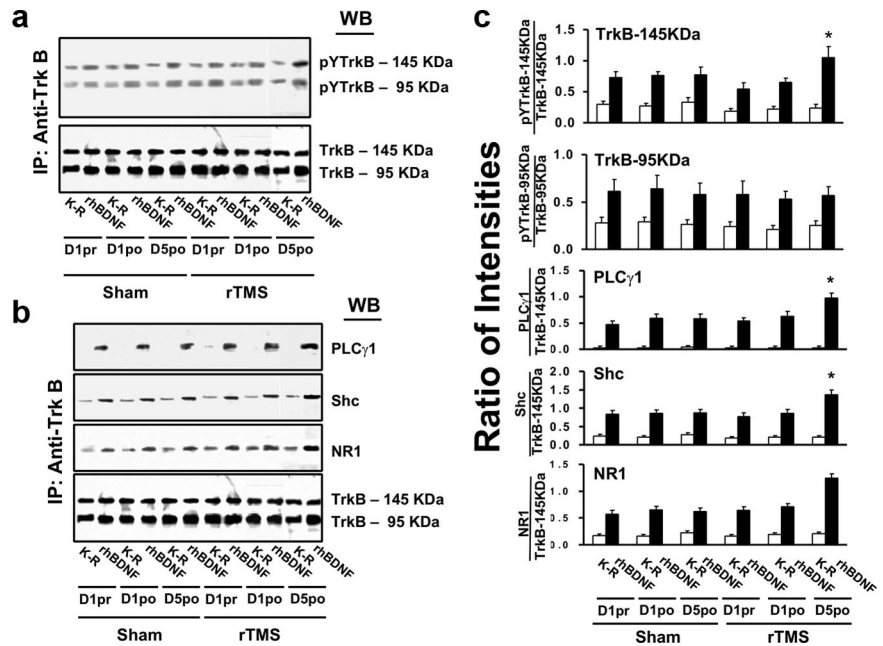 a
WB
IP: Anti-Trk B
pYTrkB – 145 KDa
pYTrkB – 95 KDa
TrkB – 145 KDa
TrkB – 95 KDa
K-R rhBDNF K-R rhBDNF K-R rhBDNF K-R rhBDNF K-R rhBDNF K-R rhBDNF
D1pr D1po D5po D1pr D1po D5po
Sham rTMS
b
WB
IP: Anti-Trk B
PLCγ1
Shc
NR1
TrkB – 145 KDa
TrkB – 95 KDa
K-R rhBDNF K-R rhBDNF K-R rhBDNF K-R rhBDNF K-R rhBDNF K-R rhBDNF
D1pr D1po D5po D1pr D1po D5po
Sham rTMS
c
Ratio of Intensities
TrkB-145KDa
pYTrkB-145KDa
TrkB-145KDa
1.5
1.0
0.5
0.0
*
TrkB-95KDa
pYTrkB-95KDa
TrkB-95KDa
1.0
0.5
0.0
PLCγ1
PLCγ1
TrkB-145KDa
1.5
1.0
0.5
0.0
*
Shc
Shc
TrkB-145KDa
2.0
1.5
1.0
0.5
0.0
*
NR1
NR1
TrkB-145KDa
1.5
1.0
0.5
0.0
K-R rhBDNF K-R rhBDNF K-R rhBDNF K-R rhBDNF K-R rhBDNF K-R rhBDNF
D1pr D1po D5po D1pr D1po D5po
Sham rTMS